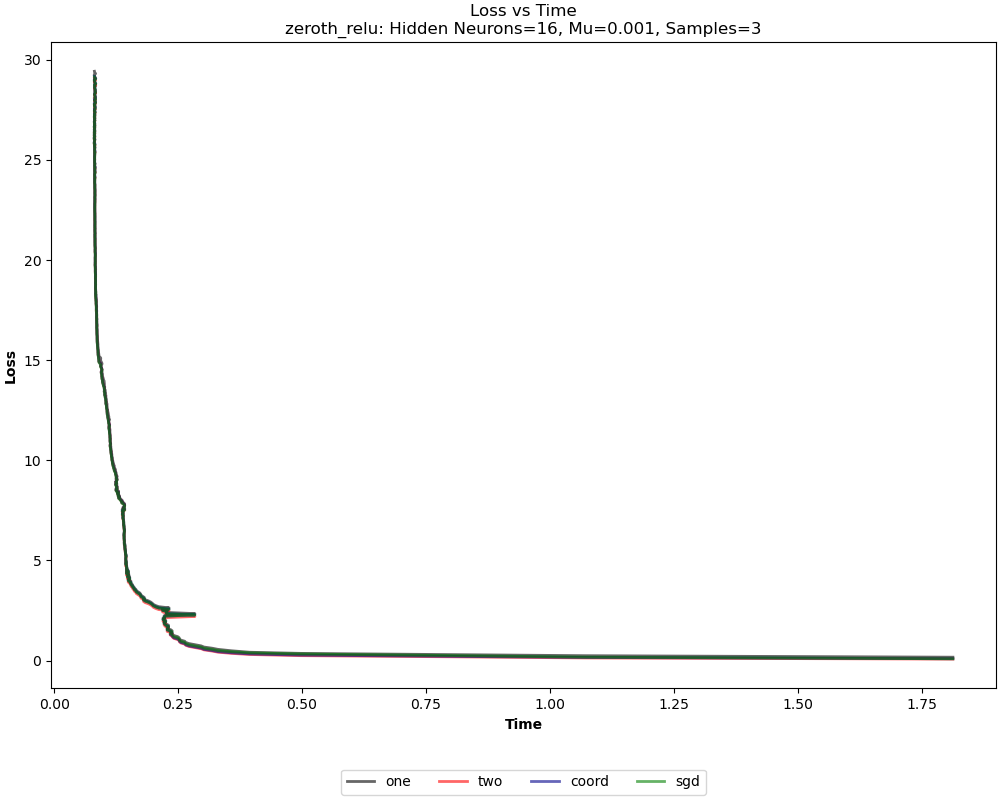 Loss vs Time
zeroth_relu: Hidden Neurons=16, Mu=0.001, Samples=3
30
25
20
15
10
5
0
Loss
0.00 0.25 0.50 0.75 1.00 1.25 1.50 1.75
Time
one two coord sgd